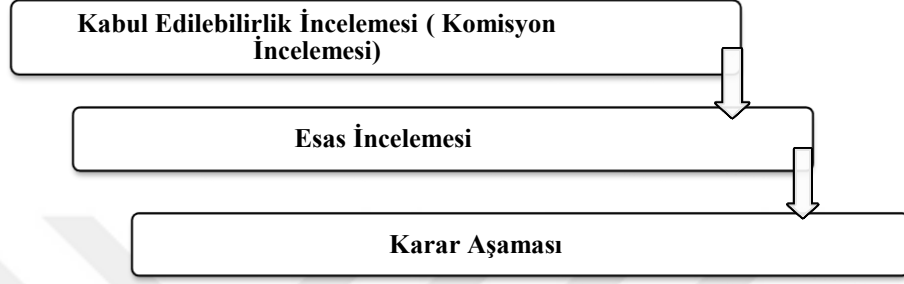 Kabul Edilebilirlik İncelemesi ( Komisyon
İncelemesi)
Esas İncelemesi
Karar Aşaması